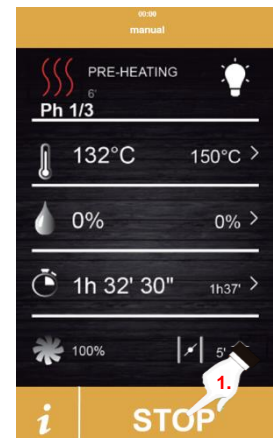 00:00
manual
PRE-HEATING
6'
Ph 1/3
132°C 150°C >
0% 0% >
1h 32' 30" 1h37' >
100% 5'
1.
i STOP